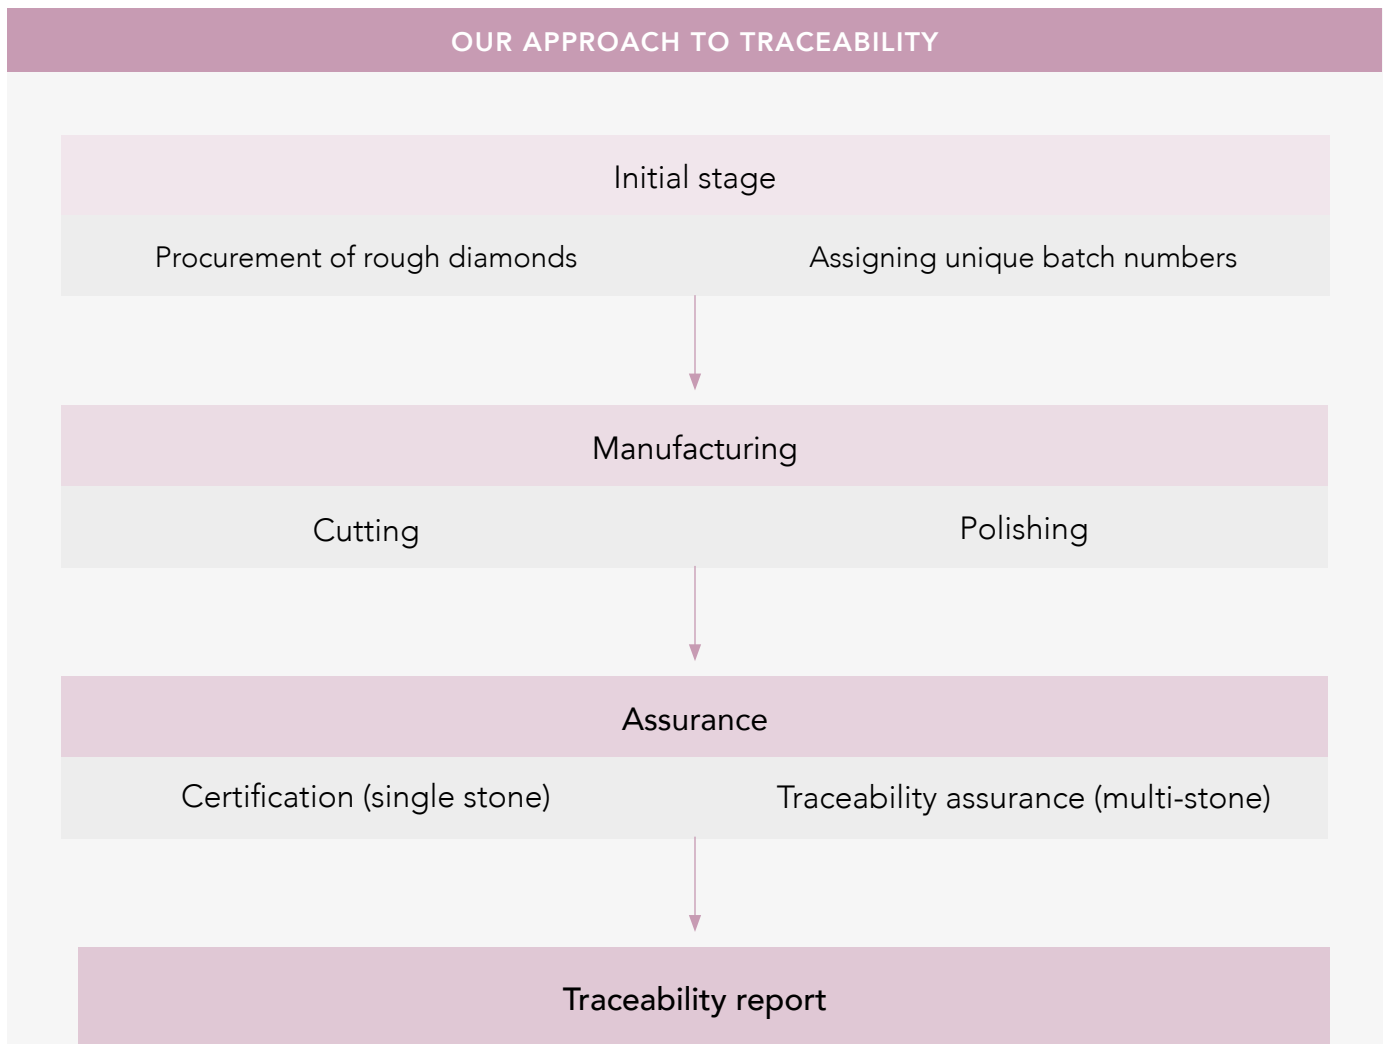 OUR APPROACH TO TRACEABILITY
Initial stage
Procurement of rough diamonds
Assigning unique batch numbers
Manufacturing
Cutting
Polishing
Assurance
Certification (single stone)
Traceability assurance (multi-stone)
Traceability report